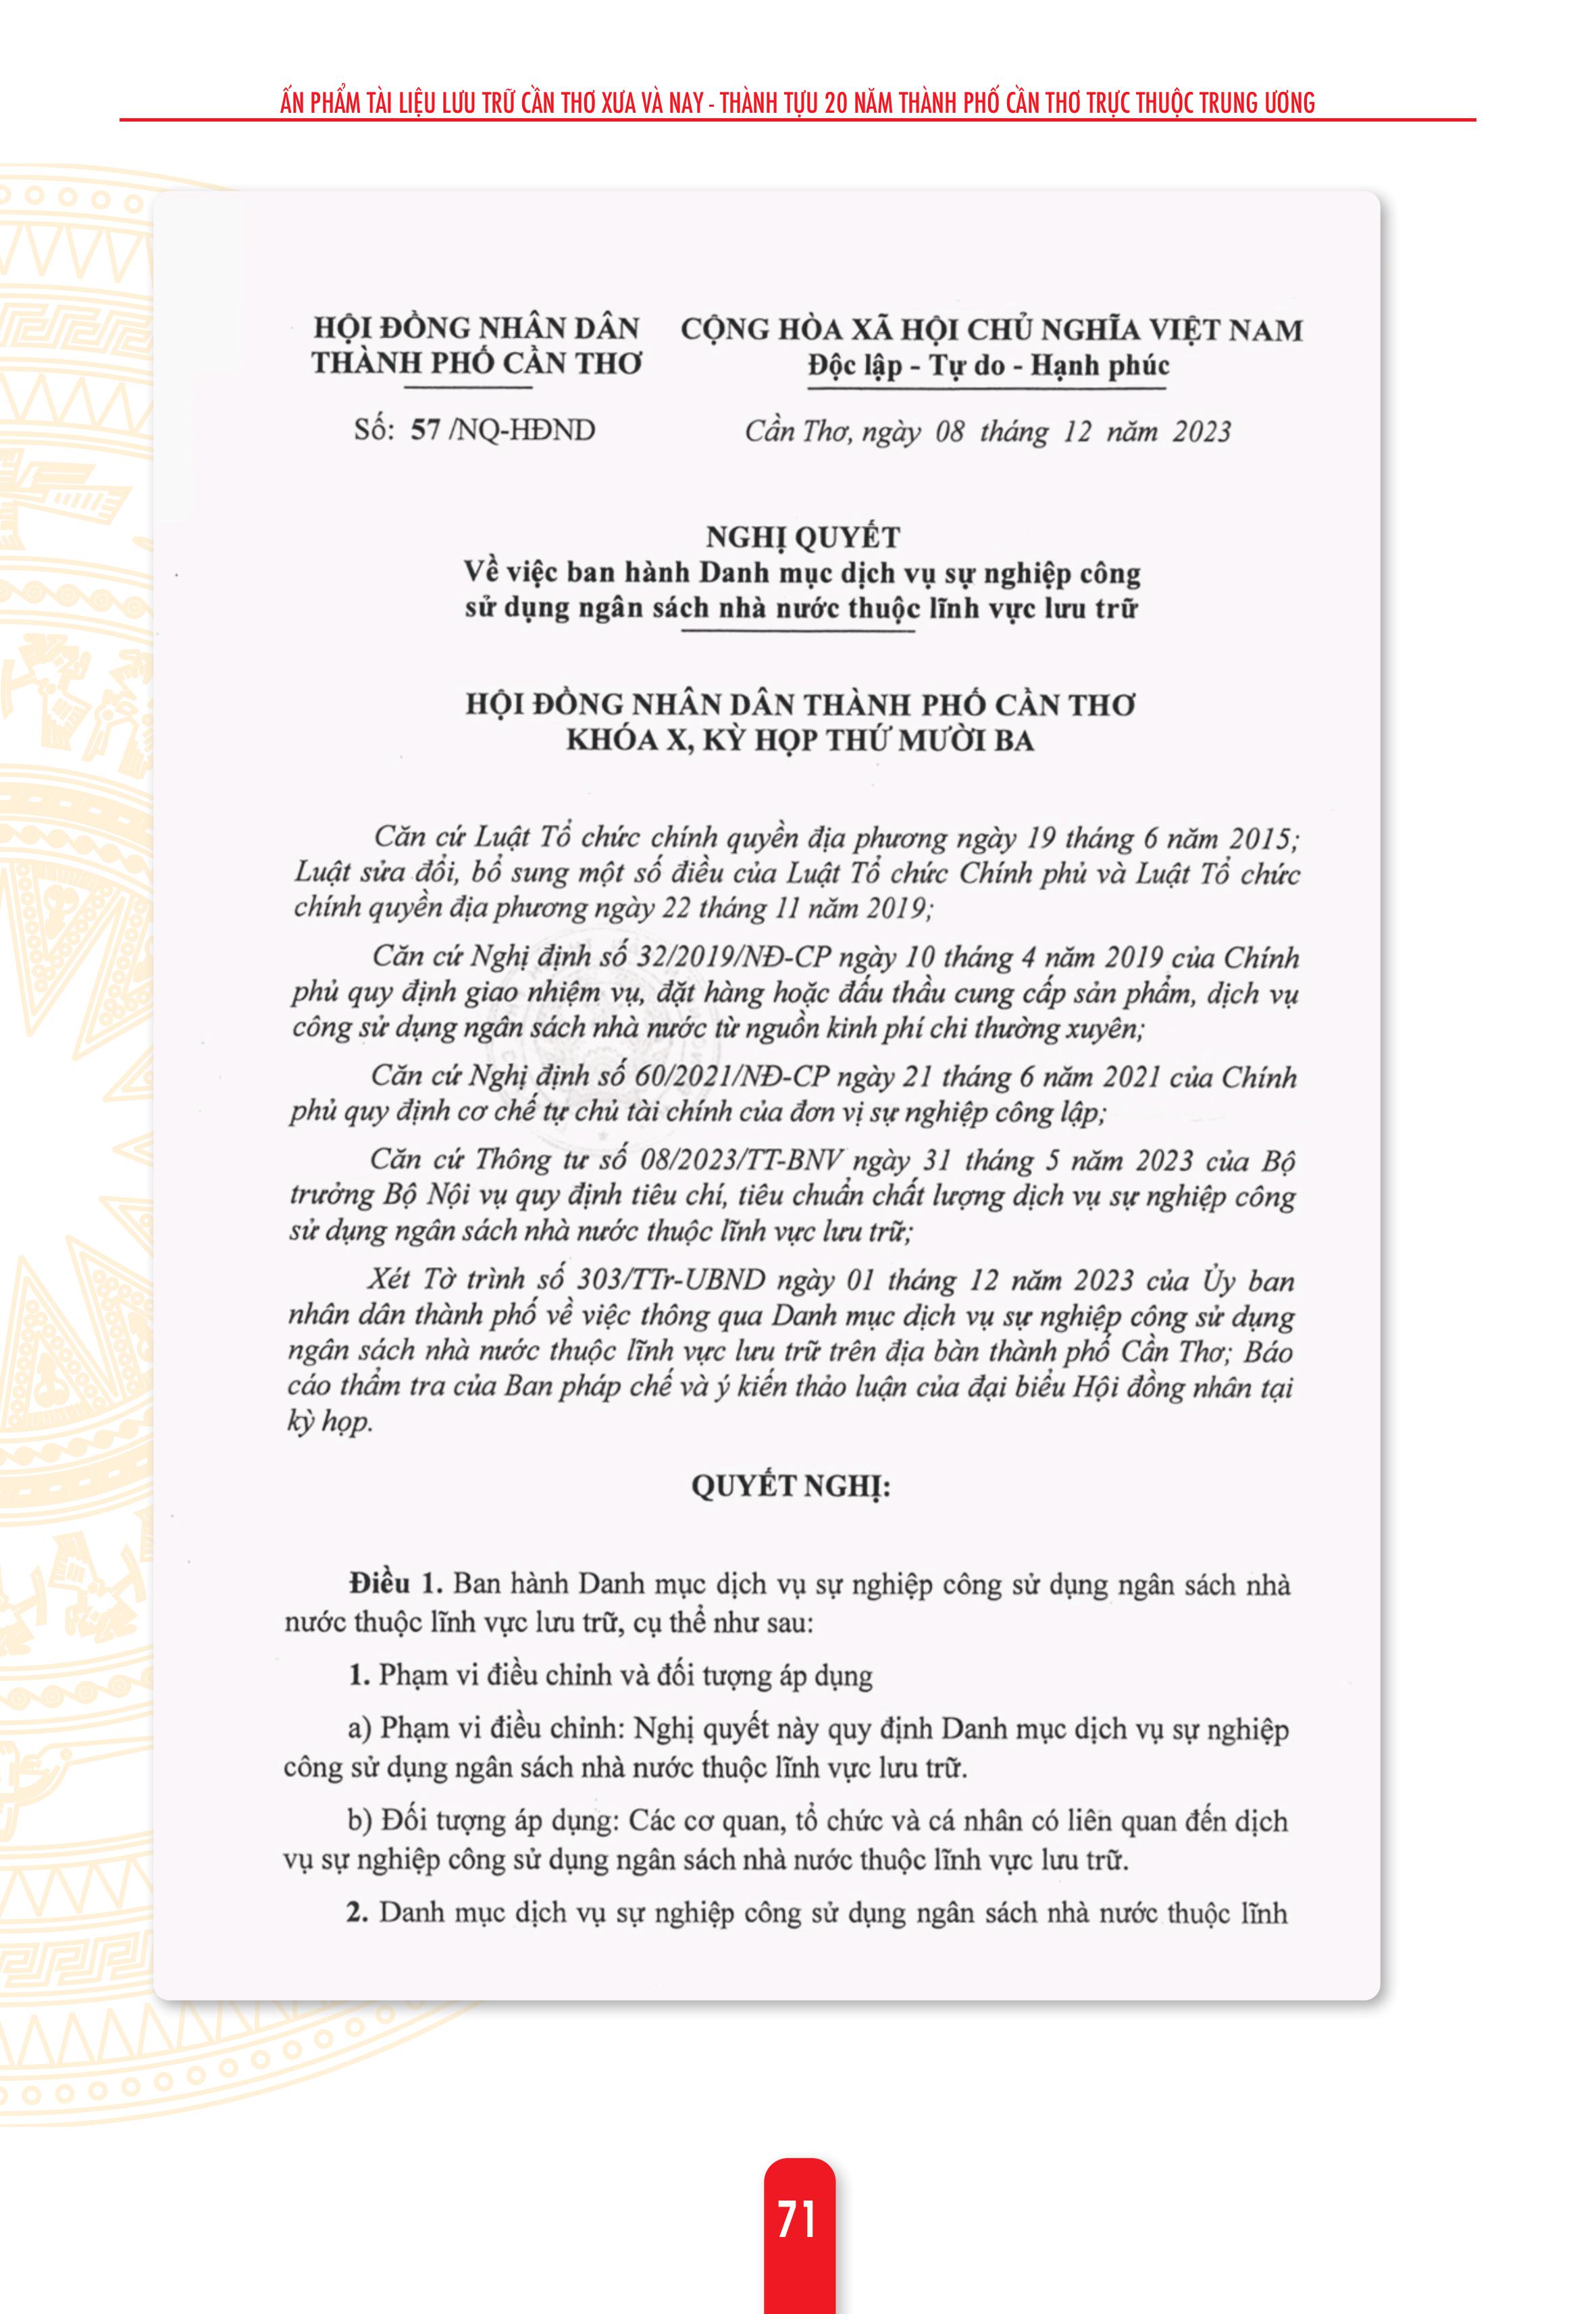 ẤN PHẨM TÀI LIỆU LƯU TRỮ CẦN THƠ XƯA VÀ NAY - THÀNH TỰU 20 NĂM THÀNH PHỐ CẦN THƠ TRỰC THUỘC TRUNG ƯƠNG
HỘI ĐỒNG NHÂN DÂN
THÀNH PHỐ CẦN THƠ
CỘNG HÒA XÃ HỘI CHỦ NGHĨA VIỆT NAM
Độc lập - Tự do - Hạnh phúc
Số: 57 /NQ-HĐND
Cần Thơ, ngày 08 tháng 12 năm 2023
NGHỊ QUYẾT
Về việc ban hành Danh mục dịch vụ sự nghiệp công
sử dụng ngân sách nhà nước thuộc lĩnh vực lưu trữ
HỘI ĐỒNG NHÂN DÂN THÀNH PHỐ CẦN THƠ
KHÓA X, KỲ HỌP THỨ MƯỜI BA
Căn cứ Luật Tổ chức chính quyền địa phương ngày 19 tháng 6 năm 2015;
Luật sửa đổi, bổ sung một số điều của Luật Tổ chức Chính phủ và Luật Tổ chức
chính quyền địa phương ngày 22 tháng 11 năm 2019;
Căn cứ Nghị định số 32/2019/NĐ-CP ngày 10 tháng 4 năm 2019 của Chính
phủ quy định giao nhiệm vụ, đặt hàng hoặc đấu thầu cung cấp sản phẩm, dịch vụ
công sử dụng ngân sách nhà nước từ nguồn kinh phí chi thường xuyên;
Căn cứ Nghị định số 60/2021/NĐ-CP ngày 21 tháng 6 năm 2021 của Chính
phủ quy định cơ chế tự chủ tài chính của đơn vị sự nghiệp công lập;
Căn cứ Thông tư số 08/2023/TT-BNV ngày 31 tháng 5 năm 2023 của Bộ
trưởng Bộ Nội vụ quy định tiêu chí, tiêu chuẩn chất lượng dịch vụ sự nghiệp công
sử dụng ngân sách nhà nước thuộc lĩnh vực lưu trữ;
Xét Tờ trình số 303/TTr-UBND ngày 01 tháng 12 năm 2023 của Ủy ban
nhân dân thành phố về việc thông qua Danh mục dịch vụ sự nghiệp công sử dụng
ngân sách nhà nước thuộc lĩnh vực lưu trữ trên địa bàn thành phố Cần Thơ; Báo
cáo thẩm tra của Ban pháp chế và ý kiến thảo luận của đại biểu Hội đồng nhân tại
kỳ họp.
QUYẾT NGHỊ:
Điều 1. Ban hành Danh mục dịch vụ sự nghiệp công sử dụng ngân sách nhà
nước thuộc lĩnh vực lưu trữ, cụ thể như sau:
1. Phạm vi điều chỉnh và đối tượng áp dụng
a) Phạm vi điều chỉnh: Nghị quyết này quy định Danh mục dịch vụ sự nghiệp
công sử dụng ngân sách nhà nước thuộc lĩnh vực lưu trữ.
b) Đối tượng áp dụng: Các cơ quan, tổ chức và cá nhân có liên quan đến dịch
vụ sự nghiệp công sử dụng ngân sách nhà nước thuộc lĩnh vực lưu trữ.
2. Danh mục dịch vụ sự nghiệp công sử dụng ngân sách nhà nước thuộc lĩnh
71